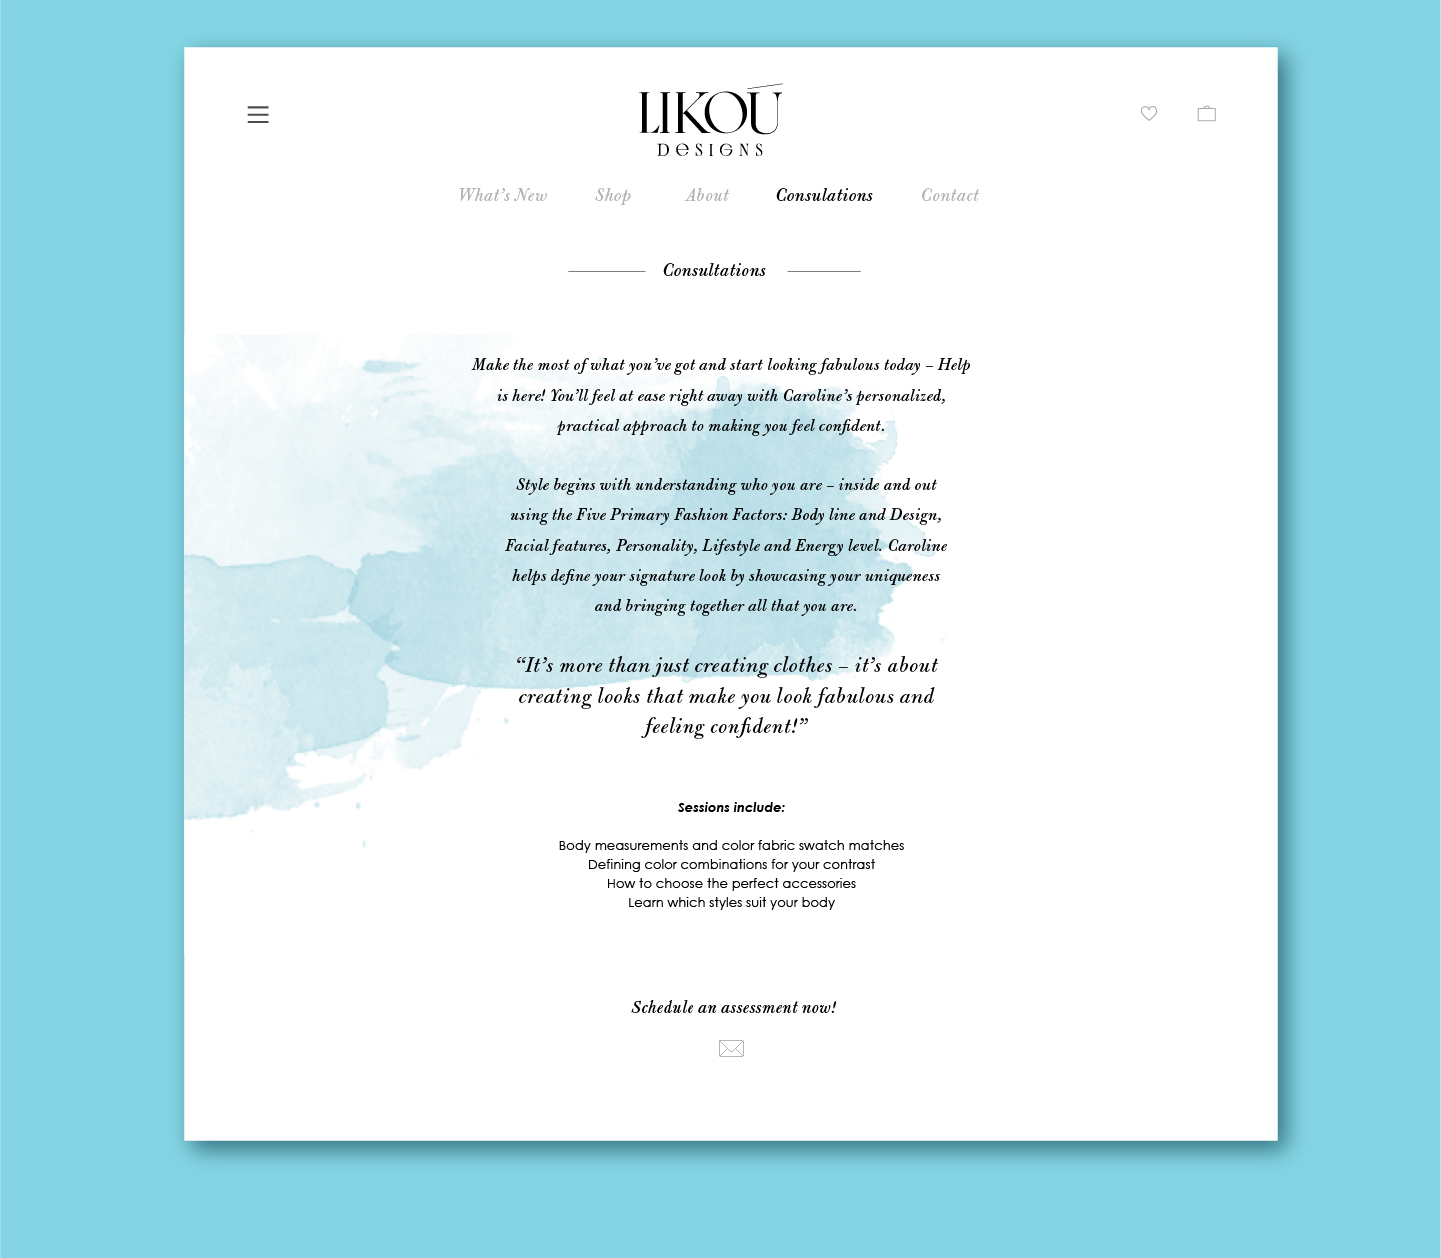 LIKOÚ
DESIGNS
What’s New Shop About Consulations Contact
Consultations
Make the most of what you’ve got and start looking fabulous today – Help
is here! You’ll feel at ease right away with Caroline’s personalized,
practical approach to making you feel confident.
Style begins with understanding who you are – inside and out
using the Five Primary Fashion Factors: Body line and Design,
Facial features, Personality, Lifestyle and Energy level. Caroline
helps define your signature look by showcasing your uniqueness
and bringing together all that you are.
“It’s more than just creating clothes – it’s about
creating looks that make you look fabulous and
feeling confident!”
Sessions include:
Body measurements and color fabric swatch matches
Defining color combinations for your contrast
How to choose the perfect accessories
Learn which styles suit your body
Schedule an assessment now!